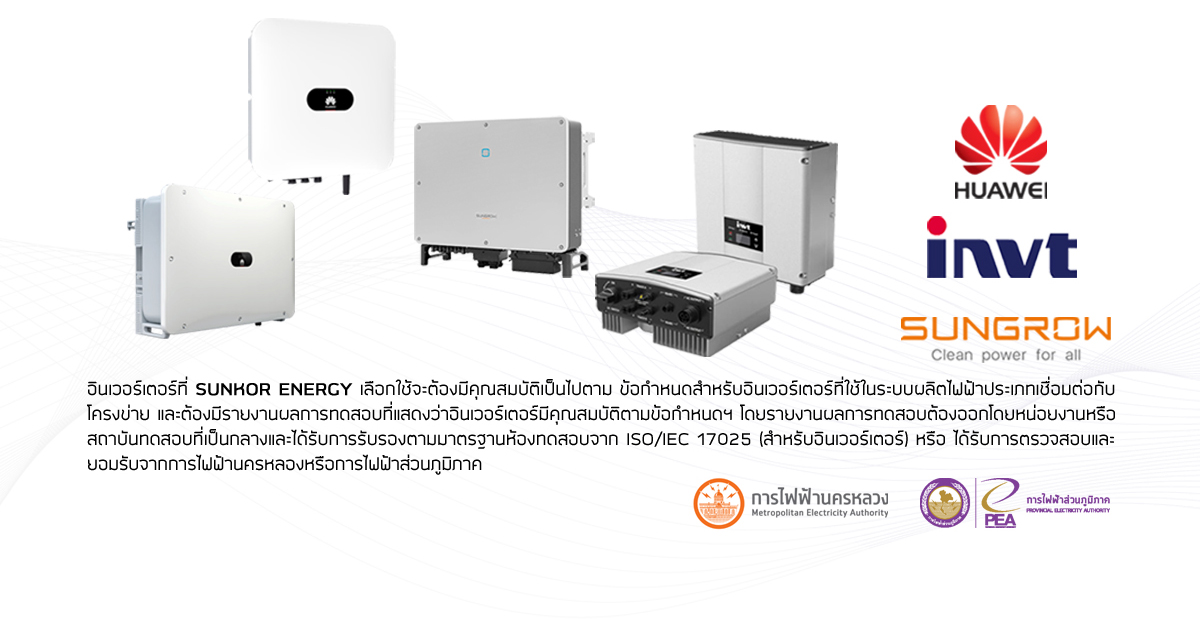 HUAWEI
SUNGROW
invt
HUAWEI
invt
SUNGROW
Clean power for all
อินเวอร์เตอร์ที่ SUNKOR ENERGY เลือกใช้จะต้องมีคุณสมบัติเป็นไปตาม ข้อกำหนดสำหรับอินเวอร์เตอร์ที่ใช้ในระบบผลิตไฟฟ้าประเภทเชื่อมต่อกับ
โครงข่าย และต้องมีรายงานผลการทดสอบที่แสดงว่าอินเวอร์เตอร์มีคุณสมบัติตามข้อกำหนดฯ โดยรายงานผลการทดสอบต้องออกโดยหน่อยงานหรือ
สถาบันทดสอบที่เป็นกลางและได้รับการรับรองตามมาตรฐานห้องทดสอบจาก ISO/IEC 17025 (สำหรับอินเวอร์เตอร์) หรือ ได้รับการตรวจสอบและ
ยอมรับจากการไฟฟ้านครหลองหรือการไฟฟ้าส่วนภูมิภาค
การไฟฟ้านครหลวง
Metropolitan Electricity Authority
PEA
การไฟฟ้าส่วนภูมิภาค
PROVINCIAL ELECTRICITY AUTHORITY